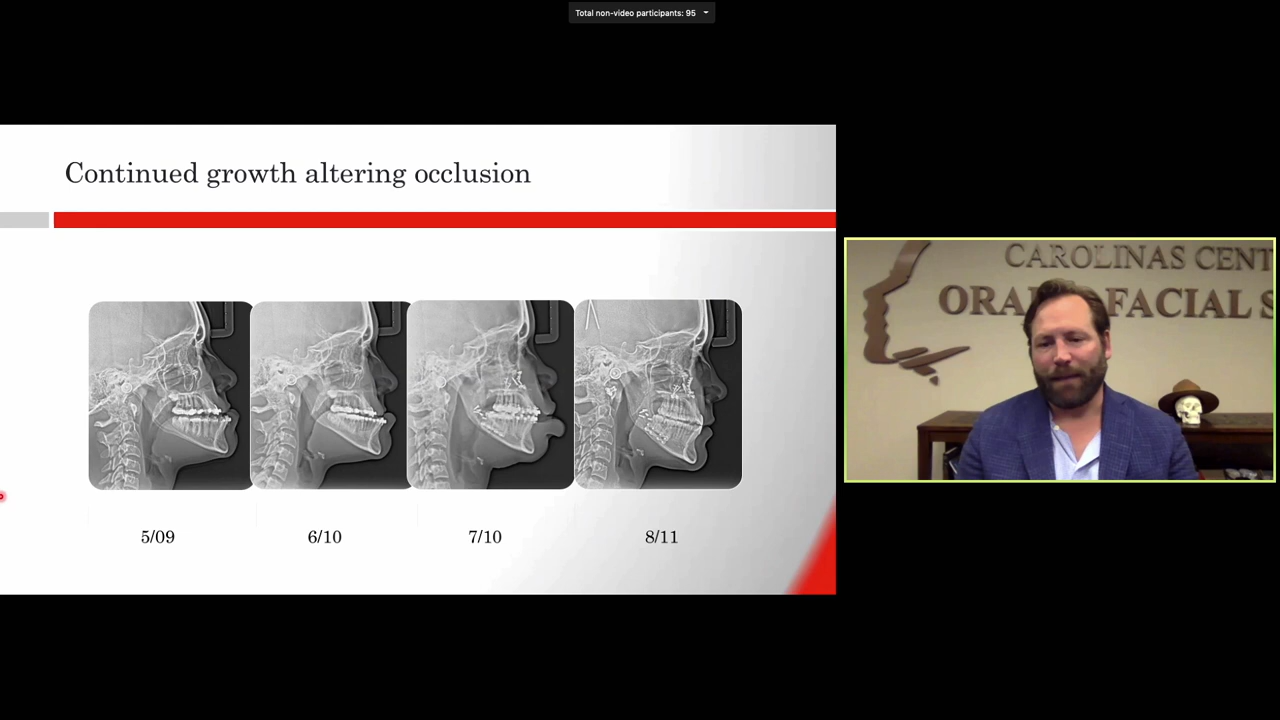 Total non-video participants: 95
Continued growth altering occlusion
CAROLINAS CENT
FACIAL S
5/09
6/10
7/10
8/11